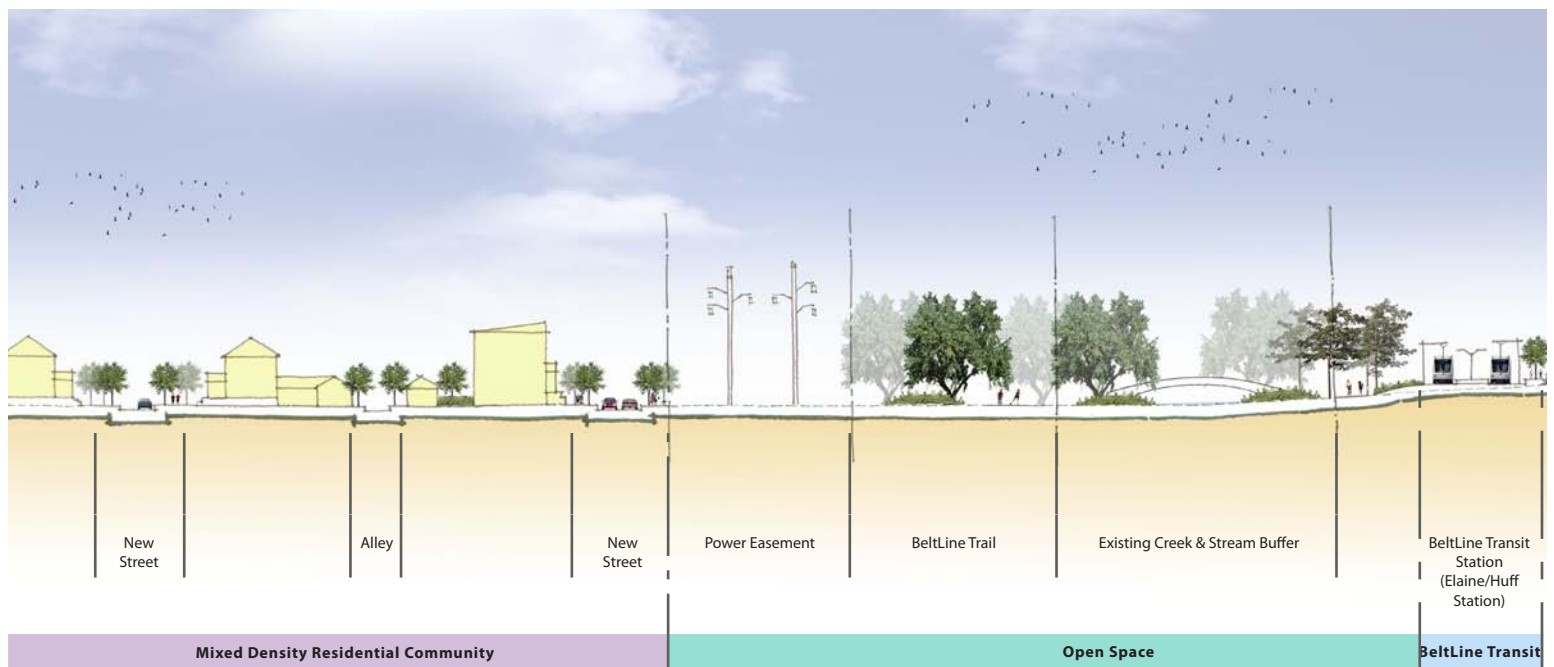 New
Street
Alley
New
Street
Power Easement
BeltLine Trail
Existing Creek & Stream Buffer
BeltLine Transit
Station
(Elaine/Huff
Station)
Mixed Density Residential Community
Open Space
BeltLine Transit